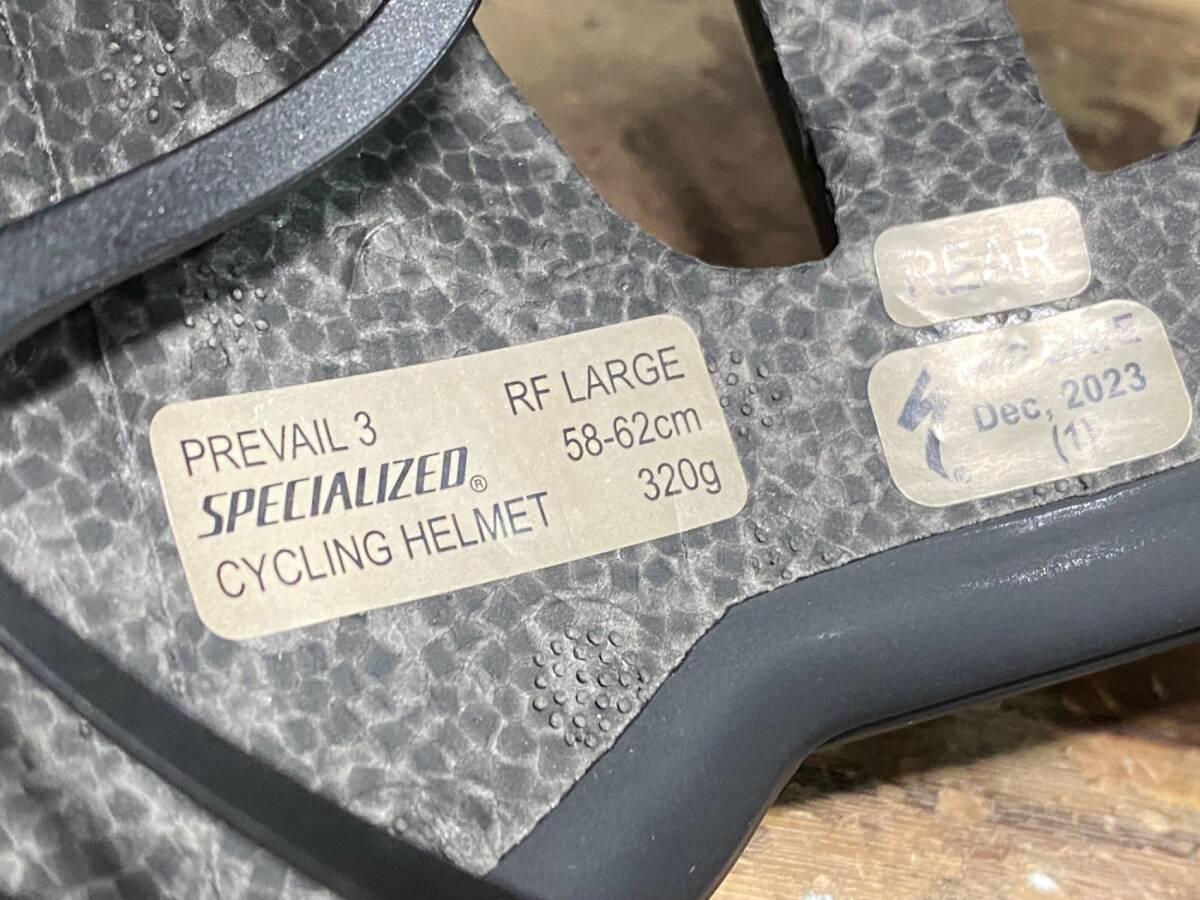 PREVAIL 3
SPECIALIZED®
CYCLING HELMET
RF LARGE
58-62cm
320g
REAR
Dec, 2023
(1)